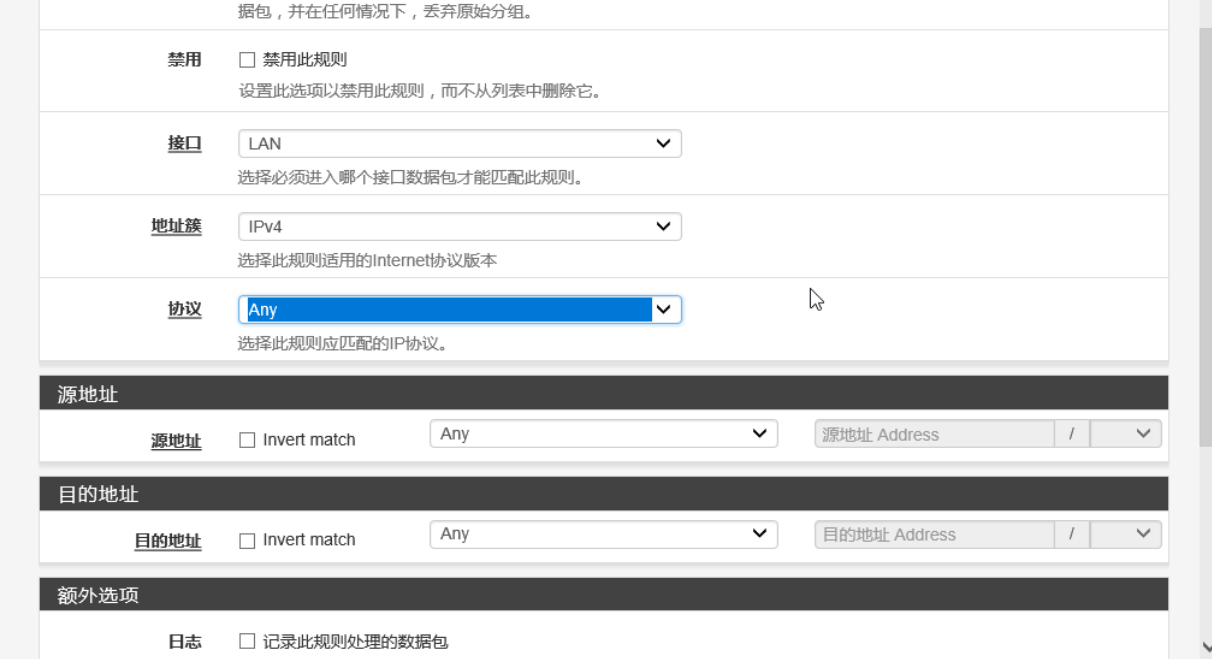 据包，并在任何情况下，丢弃原始分组。
禁用 禁用此规则
设置此选项以禁用此规则，而不从列表中删除它。
接口 LAN
选择必须进入哪个接口数据包才能匹配此规则。
地址簇 IPv4
选择此规则适用的Internet协议版本
协议 Any
选择此规则应匹配的IP协议。
源地址
源地址 Invert match Any 源地址 Address /
目的地址
目的地址 Invert match Any 目的地址 Address /
额外选项
日志 记录此规则处理的数据包